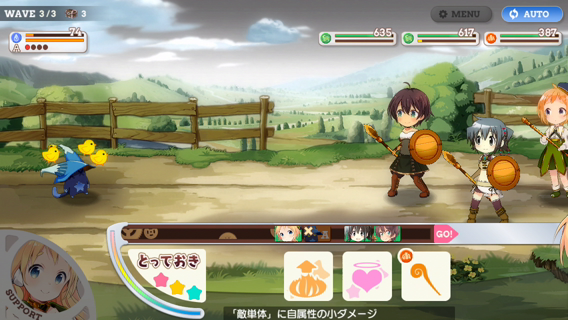 WAVE 3/3 3
MENU
AUTO
74
A
635
617
387
GO!
とっておき
SUPPORT
「敵単体」に自属性の小ダメージ